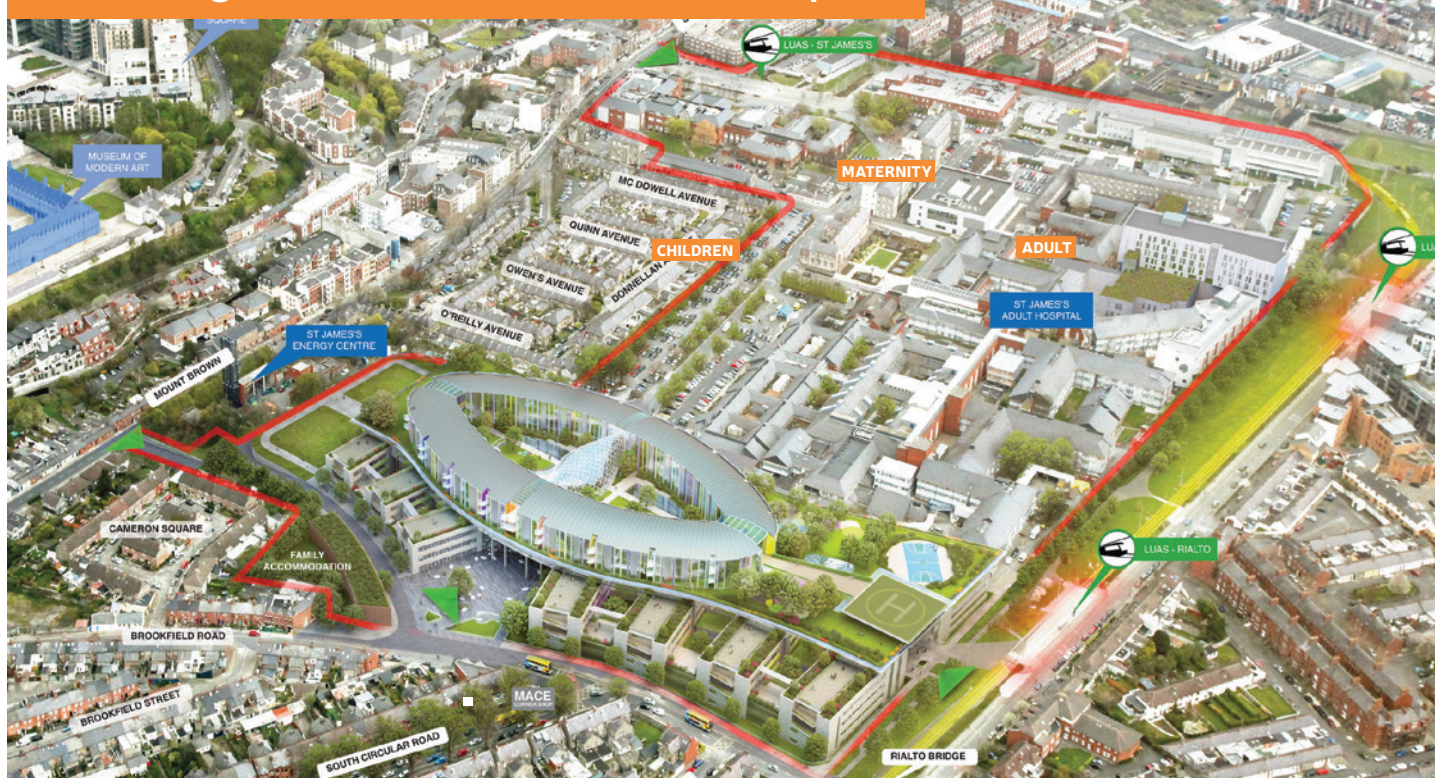 SQUARE
LUAS - ST JAMES'S
MUSEUM OF
MODERN ART
MATERNITY
MC DOWELL AVENUE
QUINN AVENUE
CHILDREN
ADULT
OWEN'S AVENUE
DONNELLAN
ST JAMES'S
ADULT HOSPITAL
O'REILLY AVENUE
ST JAMES'S
ENERGY CENTRE
MOUNT BROWN
CAMERON SQUARE
FAMILY
ACCOMMODATION
LUAS - RIALTO
H
BROOKFIELD ROAD
BROOKFIELD STREET
MACE
SOUTH CIRCULAR ROAD
RIALTO BRIDGE